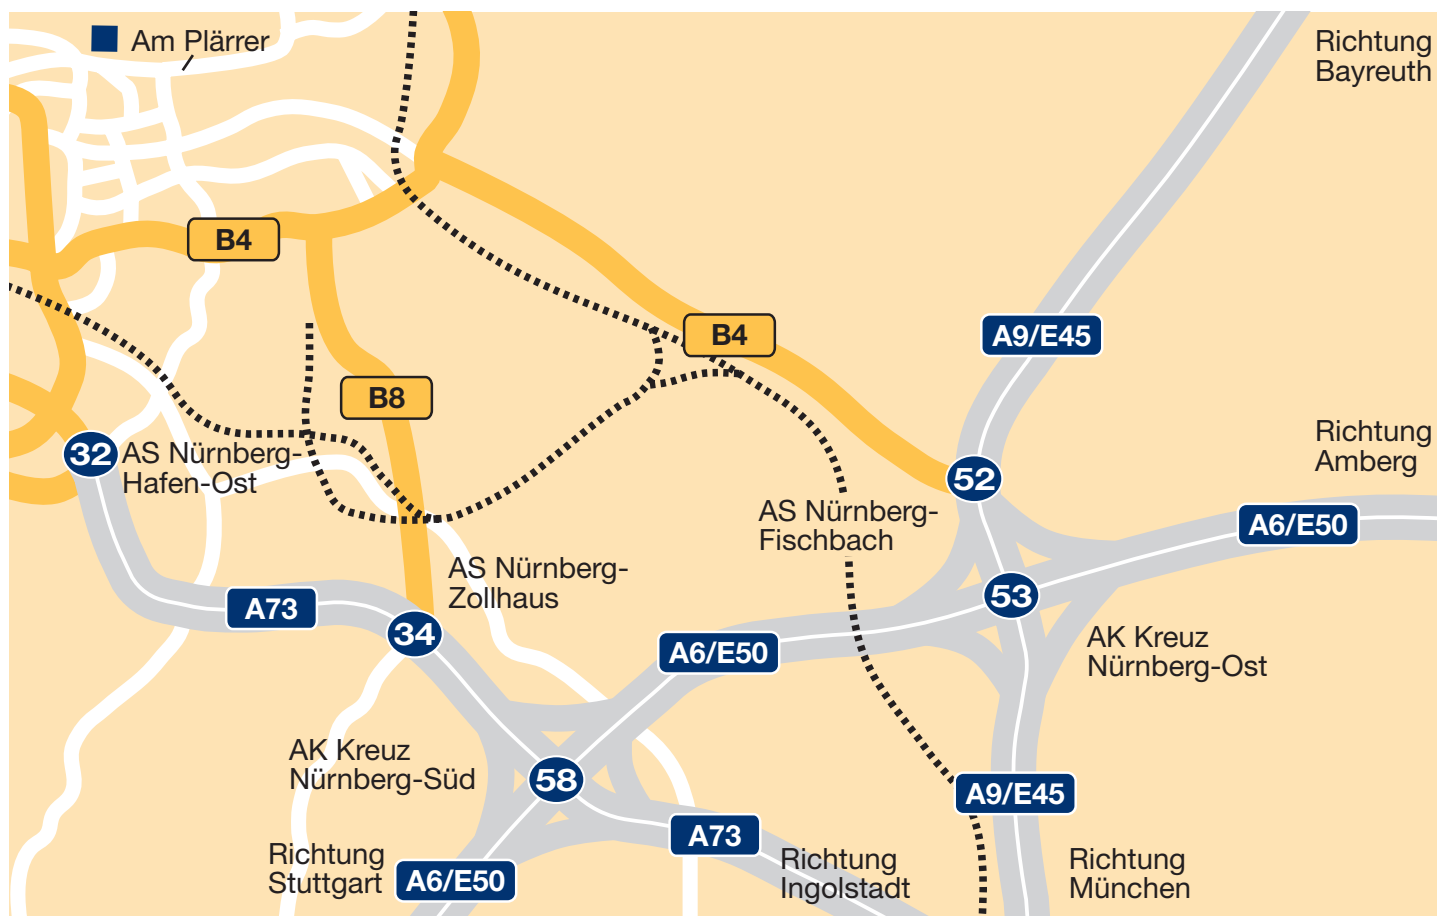 Am Plärrer
Richtung
Bayreuth
B4
B4
A9/E45
B8
32
AS Nürnberg-
Hafen-Ost
Richtung
Amberg
52
AS Nürnberg-
Fischbach
A6/E50
AS Nürnberg-
Zollhaus
53
A73
34
A6/E50
AK Kreuz
Nürnberg-Ost
AK Kreuz
Nürnberg-Süd
58
A9/E45
A73
Richtung
Stuttgart
A6/E50
Richtung
Ingolstadt
Richtung
München